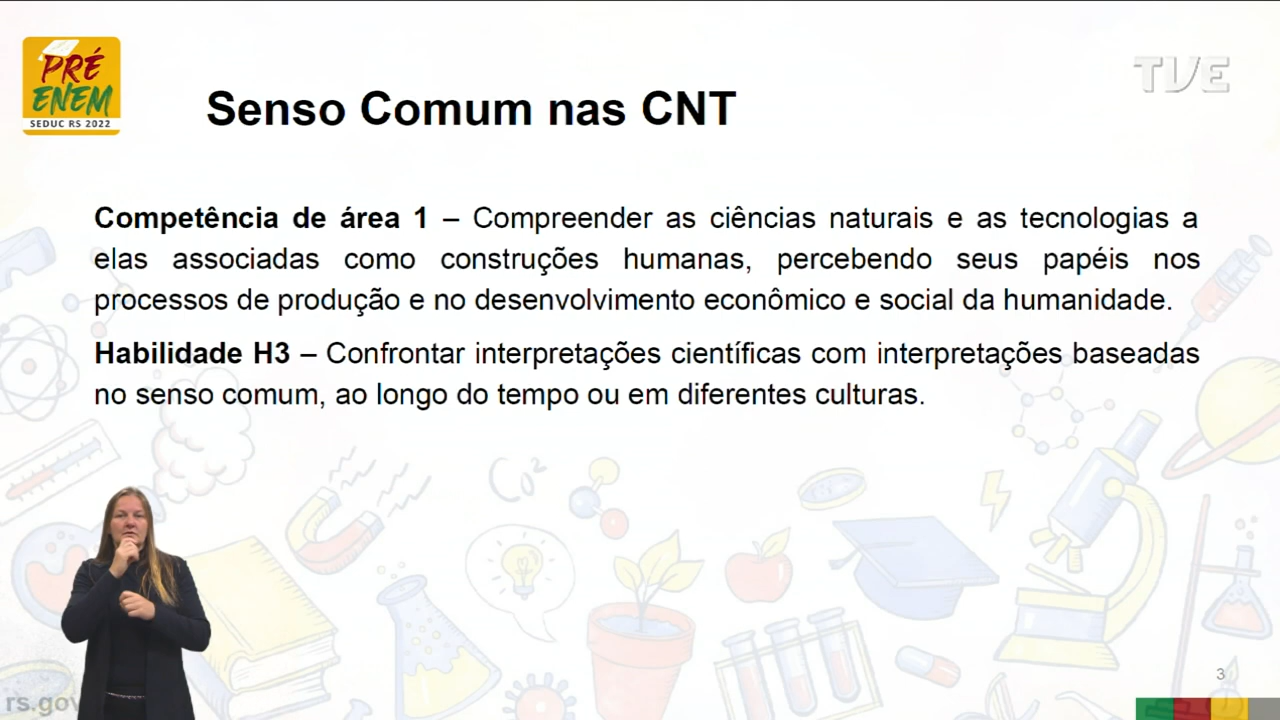 PRÉ
ENEM
SEDUC RS 2022
TVE
Senso Comum nas CNT
Competência de área 1 – Compreender as ciências naturais e as tecnologias a
elas associadas como construções humanas, percebendo seus papéis nos
processos de produção e no desenvolvimento econômico e social da humanidade.
Habilidade H3 – Confrontar interpretações científicas com interpretações baseadas
no senso comum, ao longo do tempo ou em diferentes culturas.
CO2
3
rs.gov